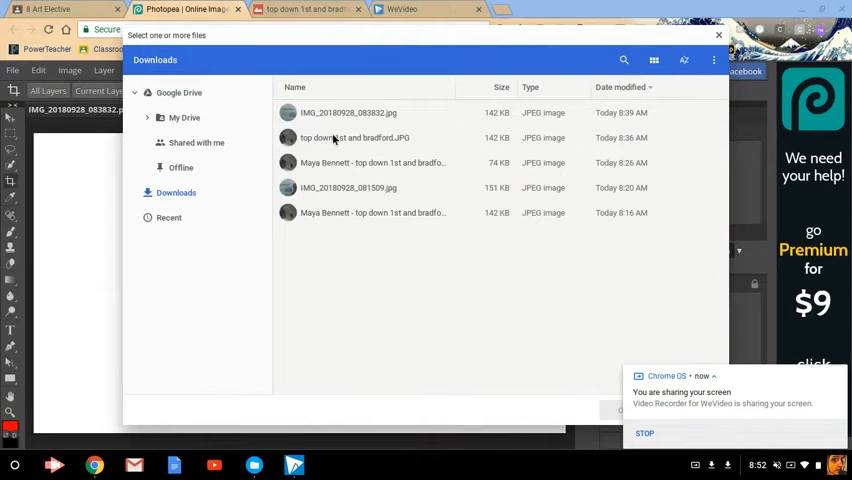 8 Art Elective
Photopea | Online Imag
top down 1st and bradf
WeVideo
Secure
PowerTeacher
Classroo
Select one or more files
Downloads
Google Drive
My Drive
Shared with me
Offline
Downloads
Recent
Name Size Type Date modified
IMG_20180928_083832.jpg 142 KB JPEG image Today 8:39 AM
top down 1st and bradford.JPG 142 KB JPEG image Today 8:36 AM
Maya Bennett - top down 1st and bradfo... 74 KB JPEG image Today 8:26 AM
IMG_20180928_081509.jpg 151 KB JPEG image Today 8:20 AM
Maya Bennett - top down 1st and bradfo... 142 KB JPEG image Today 8:16 AM
File Edit Image Layer
All Layers Current Laye
IMG_20180928_083832.p
Facebook
We need
your help!
go
Premium
for
$9
click
Chrome OS • now
You are sharing your screen
Video Recorder for WeVideo is sharing your screen.
STOP
8:52